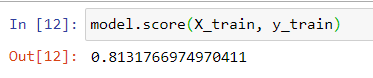 In [12]: model.score(X_train, y_train)
Out[12]: 0.8131766974970411